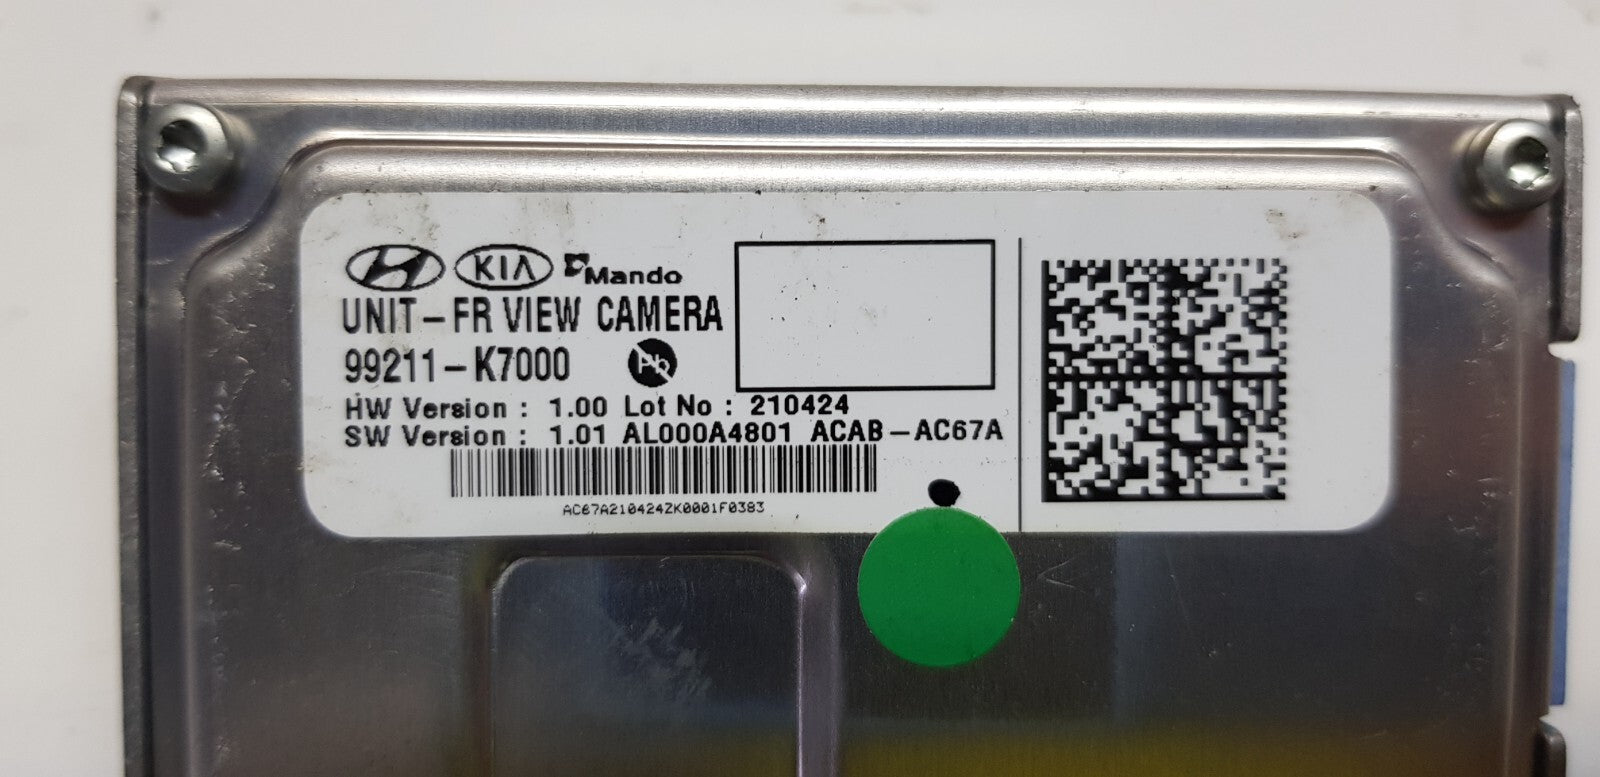 KIA Mando
UNIT-FR VIEW CAMERA
99211-K7000 Pb
HW Version : 1.00 Lot No : 210424
SW Version : 1.01 AL000A4801 ACAB-AC67A
AC67A210424ZK0001F0383